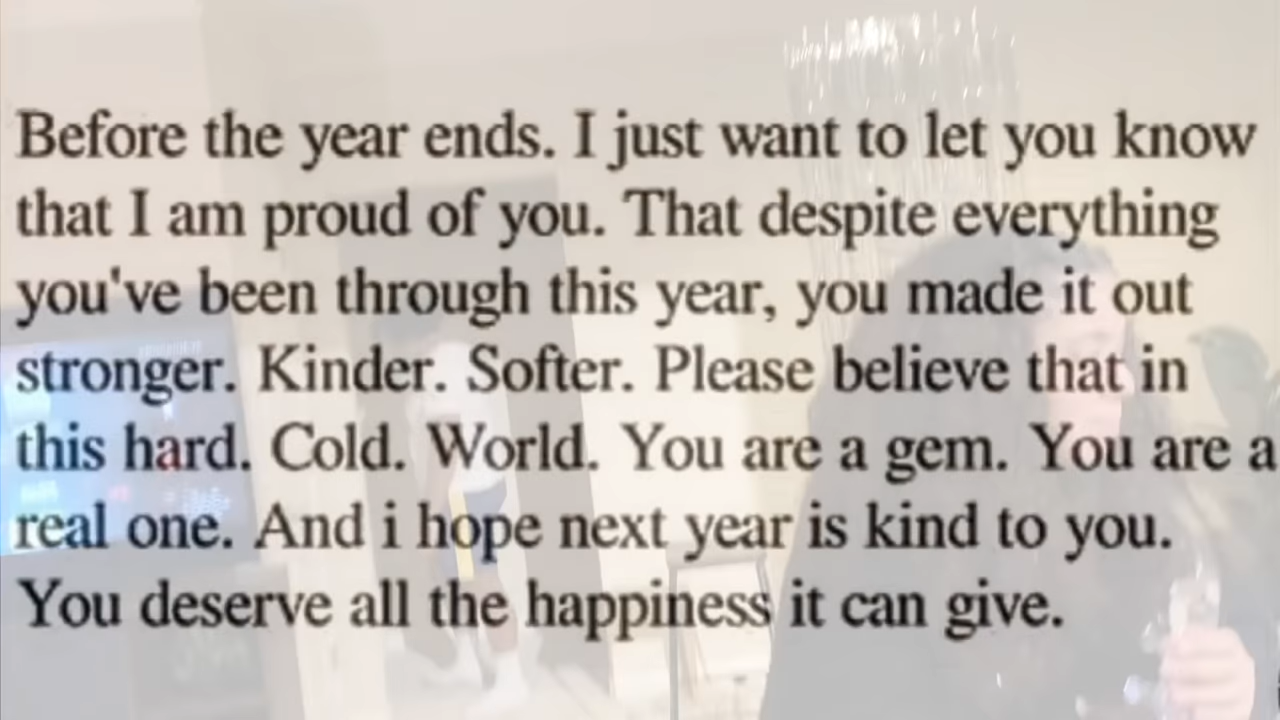 Before the year ends. I just want to let you know
that I am proud of you. That despite everything
you've been through this year, you made it out
stronger. Kinder. Softer. Please believe that in
this hard. Cold. World. You are a gem. You are a
real one. And i hope next year is kind to you.
You deserve all the happiness it can give.